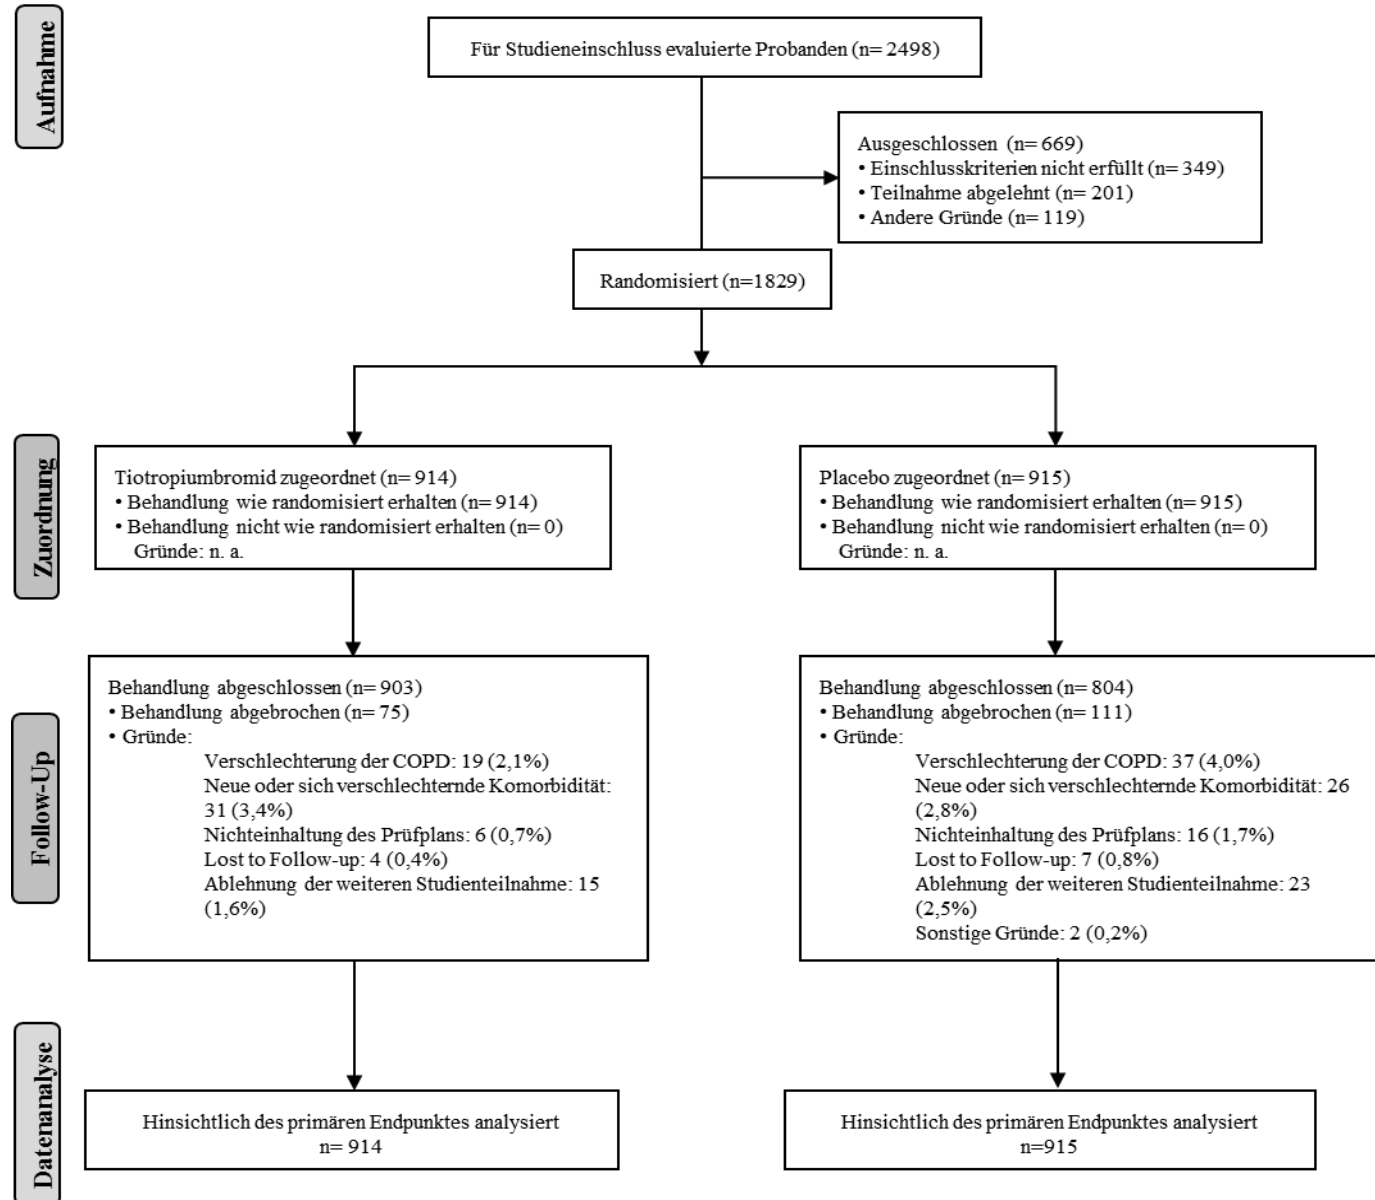 Aufnahme
Für Studieneinschluss evaluierte Probanden (n= 2498)
Ausgeschlossen (n= 669)
• Einschlusskriterien nicht erfüllt (n= 349)
• Teilnahme abgelehnt (n= 201)
• Andere Gründe (n= 119)
Randomisiert (n=1829)
Zuordnung
Tiotropiumbromid zugeordnet (n= 914)
• Behandlung wie randomisiert erhalten (n= 914)
• Behandlung nicht wie randomisiert erhalten (n= 0)
Gründe: n. a.
Placebo zugeordnet (n= 915)
• Behandlung wie randomisiert erhalten (n= 915)
• Behandlung nicht wie randomisiert erhalten (n= 0)
Gründe: n. a.
Follow-Up
Behandlung abgeschlossen (n= 903)
• Behandlung abgebrochen (n= 75)
• Gründe:
Verschlechterung der COPD: 19 (2,1%)
Neue oder sich verschlechternde Komorbidität:
31 (3,4%)
Nichteinhaltung des Prüfplans: 6 (0,7%)
Lost to Follow-up: 4 (0,4%)
Ablehnung der weiteren Studienteilnahme: 15
(1,6%)
Behandlung abgeschlossen (n= 804)
• Behandlung abgebrochen (n= 111)
• Gründe:
Verschlechterung der COPD: 37 (4,0%)
Neue oder sich verschlechternde Komorbidität: 26
(2,8%)
Nichteinhaltung des Prüfplans: 16 (1,7%)
Lost to Follow-up: 7 (0,8%)
Ablehnung der weiteren Studienteilnahme: 23
(2,5%)
Sonstige Gründe: 2 (0,2%)
Datenanalyse
Hinsichtlich des primären Endpunktes analysiert
n= 914
Hinsichtlich des primären Endpunktes analysiert
n=915